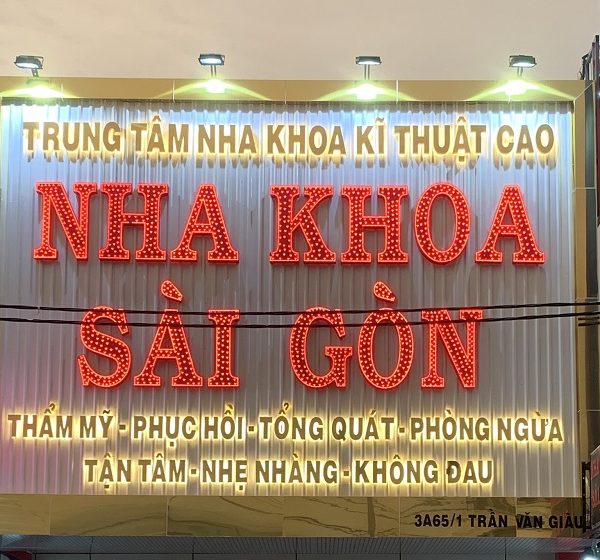 TRUNG TÂM NHA KHOA KĨ THUẬT CAO
NHA KHOA
SÀI GÒN
THẨM MỸ - PHỤC HỒI - TỔNG QUÁT - PHÒNG NGỪA
TẬN TÂM - NHẸ NHÀNG - KHÔNG ĐAU
3A65/1 TRẦN VĂN GIÀU